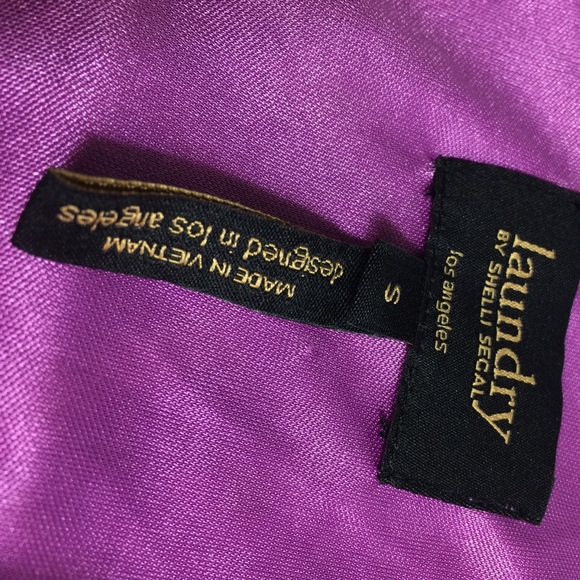 laundry
BY SHELLI SEGAL
los angeles
S
designed in los angeles
MADE IN VIETNAM